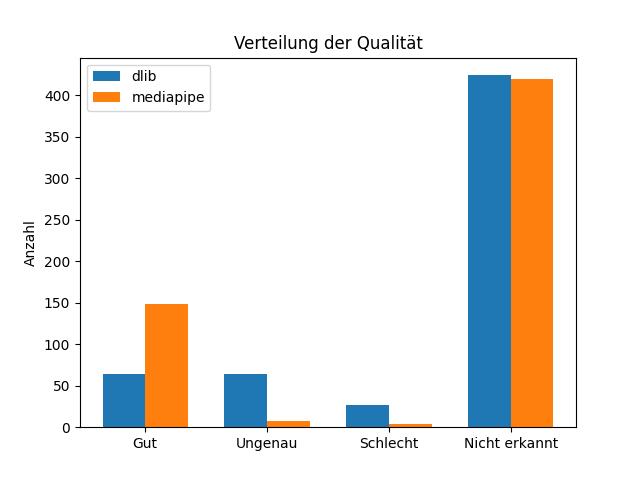 Verteilung der Qualität
dlib
mediapipe
Anzahl
400
350
300
250
200
150
100
50
0
Gut
Ungenau
Schlecht
Nicht erkannt